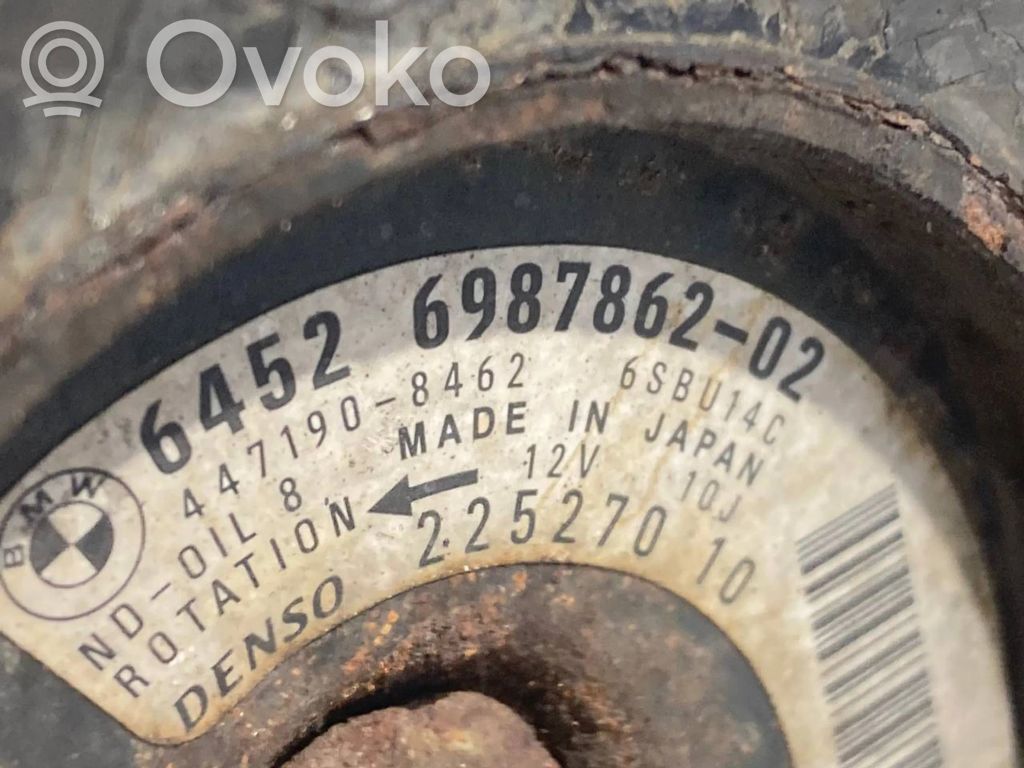 Ovoko
6452 6987862-02
447190-8462 6SBU14C
MADE IN JAPAN
ND-OIL 8 12V 10J
ROTATION
225270 10
DENSO
BMW